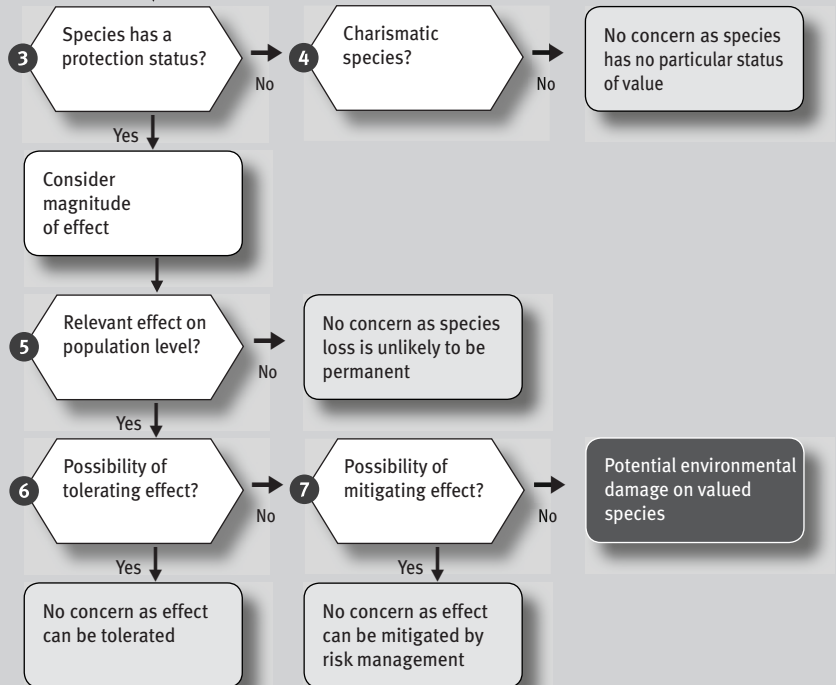 3
Species has a
protection status?
No
4
Charismatic
species?
No
No concern as species
has no particular status
of value
Yes
Consider
magnitude
of effect
5
Relevant effect on
population level?
No
No concern as species
loss is unlikely to be
permanent
Yes
6
Possibility of
tolerating effect?
No
7
Possibility of
mitigating effect?
No
Potential environmental
damage on valued
species
Yes
Yes
No concern as effect
can be tolerated
No concern as effect
can be mitigated by
risk management